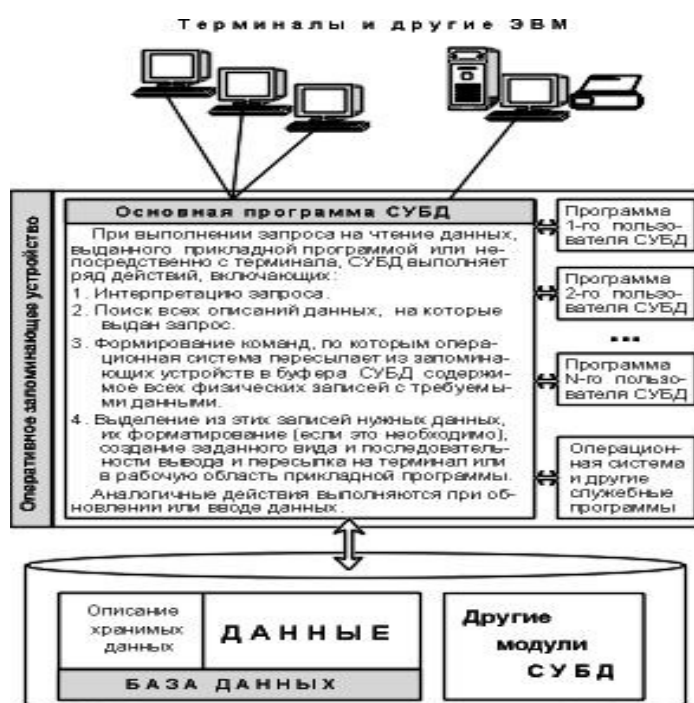 Терминалы и другие ЭВМ
Оперативное запоминающее устройство
Основная программа СУБД
При выполнении запроса на чтение данных,
выданного прикладной программой или не-
посредственно с терминала, СУБД выполняет
ряд действий, включающих:
1. Интерпретацию запроса.
2. Поиск всех описаний данных, на которые
выдан запрос.
3. Формирование команд, по которым опера-
ционная система пересылает из запомина-
ющих устройств в буфера СУБД содержи-
мое всех физических записей с требуемы-
ми данными.
4. Выделение из этих записей нужных данных,
их форматирование (если это необходимо),
создание заданного вида и последователь-
ности вывода и пересылка на терминал или
в рабочую область прикладной программы.
Аналогичные действия выполняются при об-
новлении или вводе данных.
Программа
1-го пользо-
вателя СУБД
Программа
2-го пользо-
вателя СУБД
...
Программа
N-го пользо-
вателя СУБД
Операцион-
ная система
и другие
служебные
программы
Описание
хранимых
данных
ДАННЫЕ
БАЗА ДАННЫХ
Другие
модули
СУБД